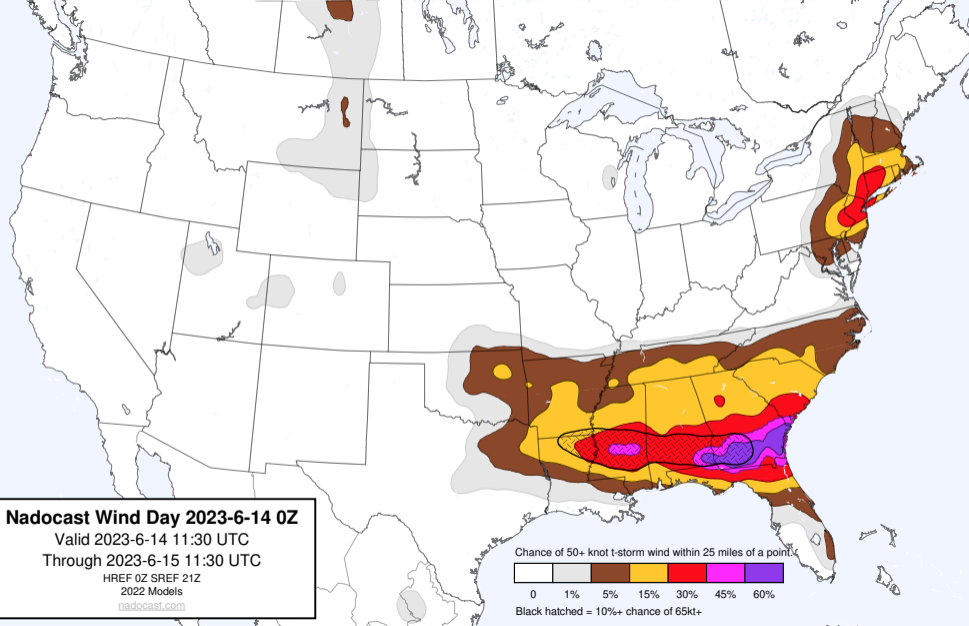 Nadocast Wind Day 2023-6-14 0Z
Valid 2023-6-14 11:30 UTC
Through 2023-6-15 11:30 UTC
HREF 0Z SREF 21Z
2022 Models
nadocast.com
Chance of 50+ knot t-storm wind within 25 miles of a point.
0 1% 5% 15% 30% 45% 60%
Black hatched = 10%+ chance of 65kt+